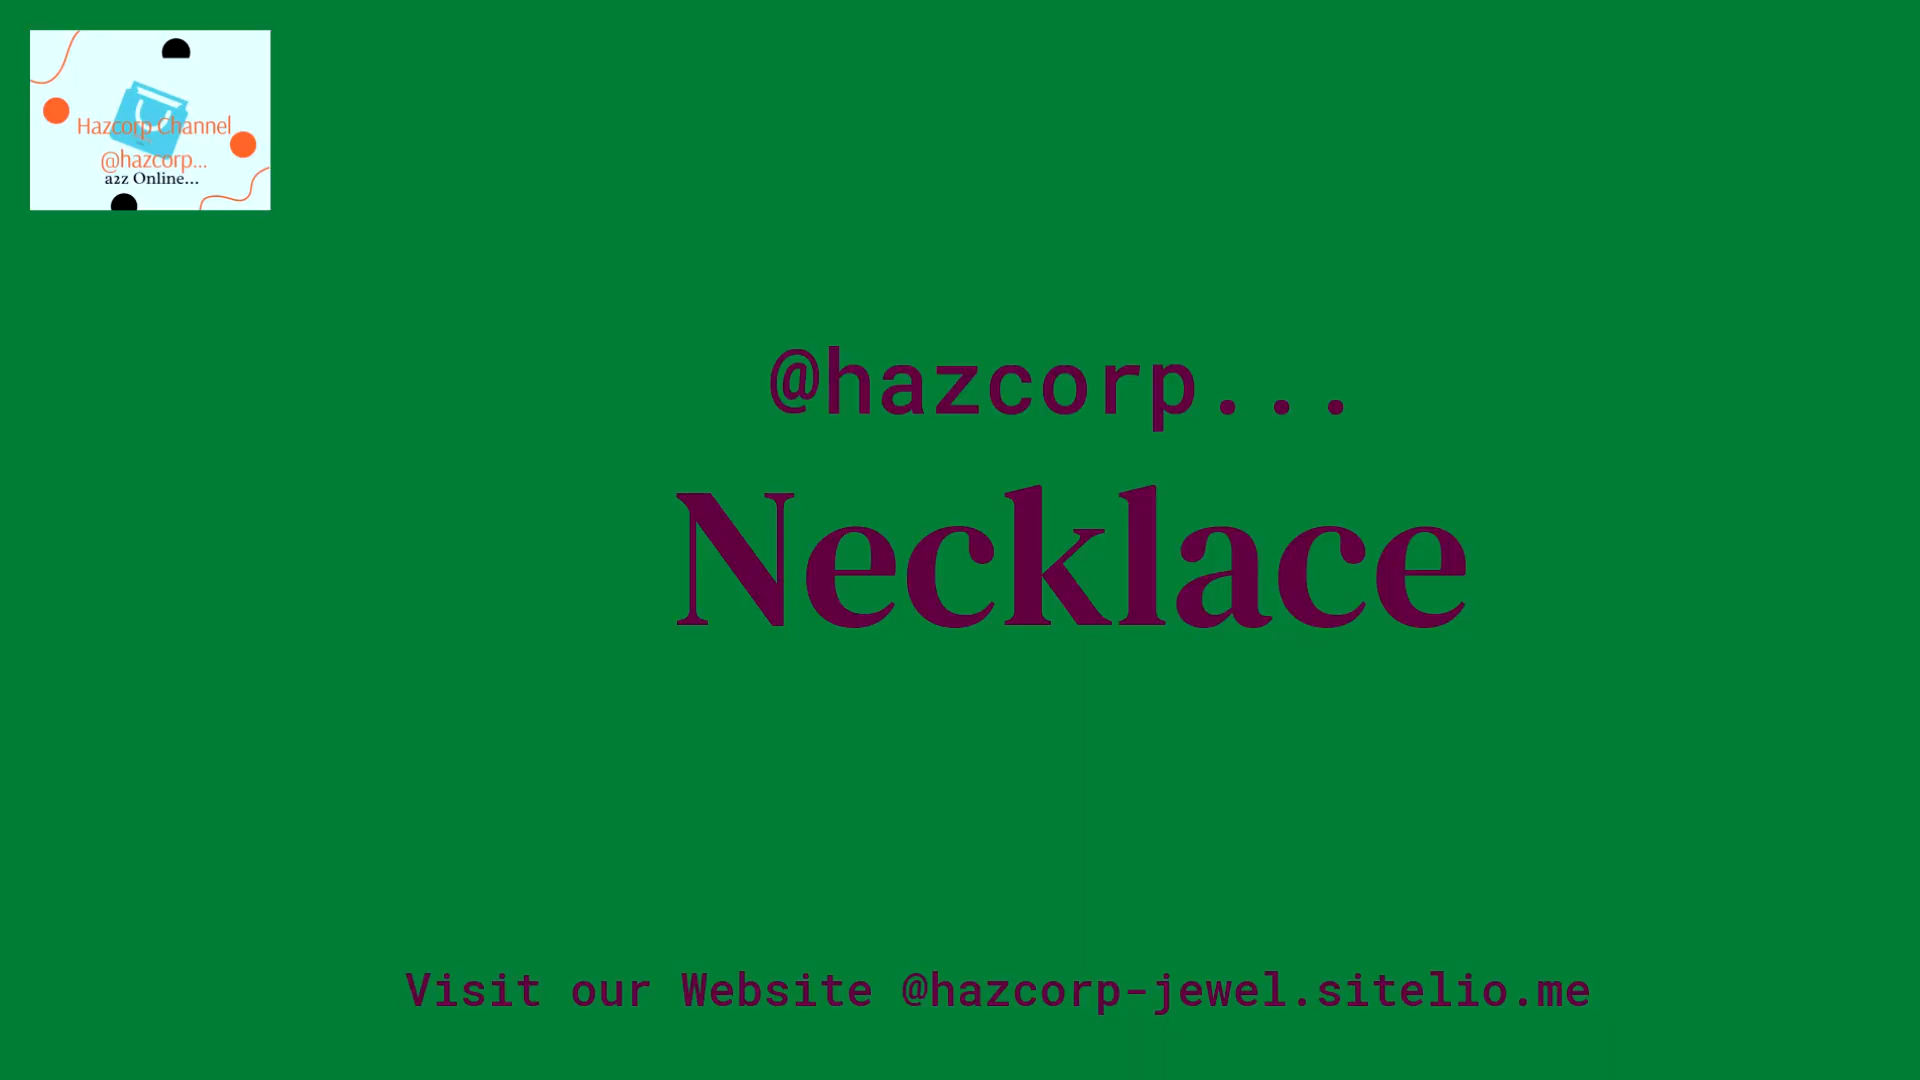 Hazcorp Channel
@hazcorp...
a2z Online...
@hazcorp...
Necklace
Visit our Website @hazcorp-jewel.sitelio.me